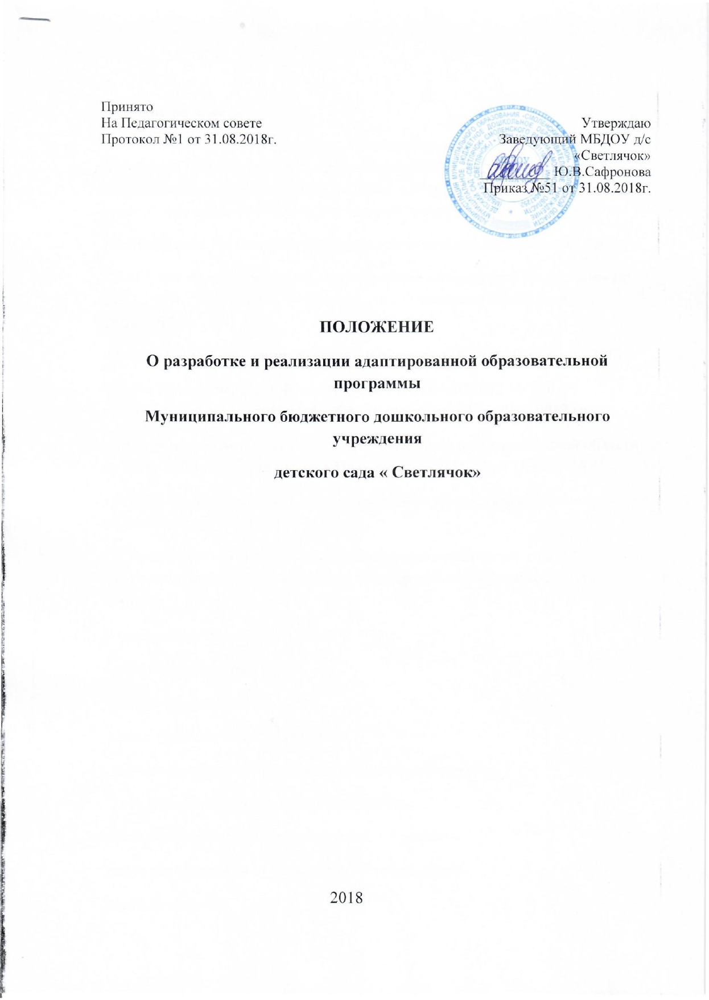 Принято
На Педагогическом совете
Протокол №1 от 31.08.2018г.
Утверждаю
Заведующий МБДОУ д/с
«Светлячок»
Ю.В.Сафронова
Приказ №51 от 31.08.2018г.
ПОЛОЖЕНИЕ
О разработке и реализации адаптированной образовательной
программы
Муниципального бюджетного дошкольного образовательного
учреждения
детского сада « Светлячок»
2018